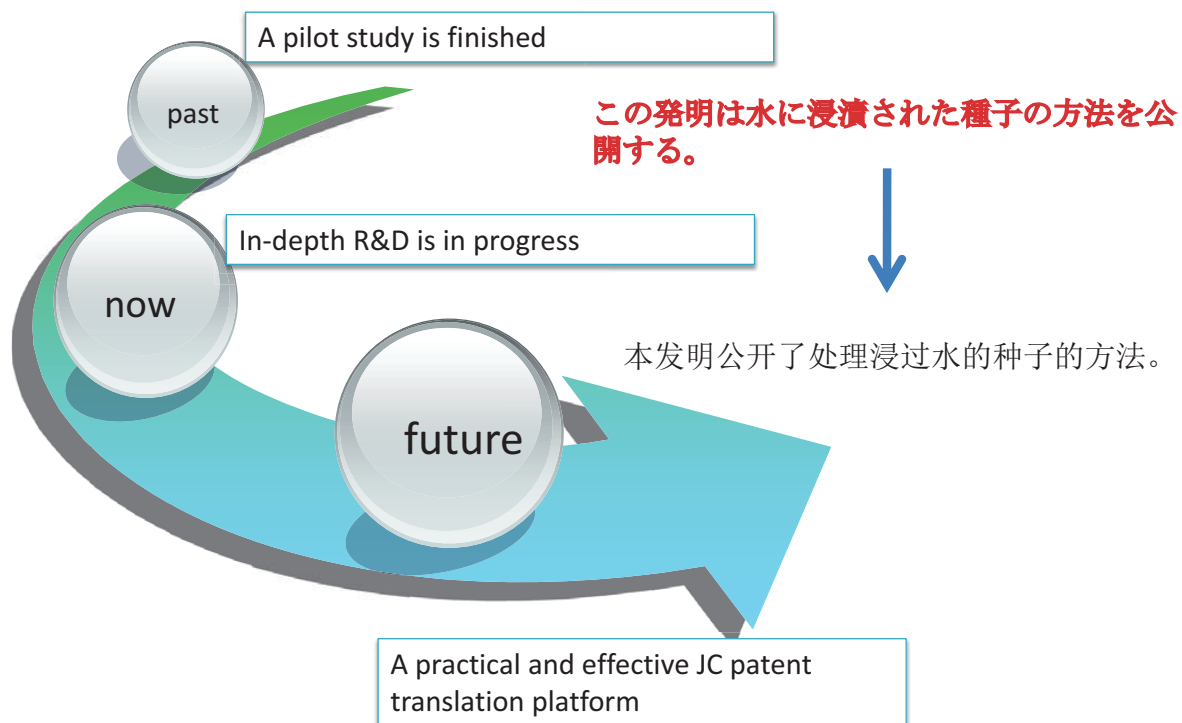 A pilot study is finished
past
この発明は水に浸漬された種子の方法を公
開する。
In-depth R&D is in progress
now
本发明公开了处理浸过水的种子的方法。
future
A practical and effective JC patent
translation platform